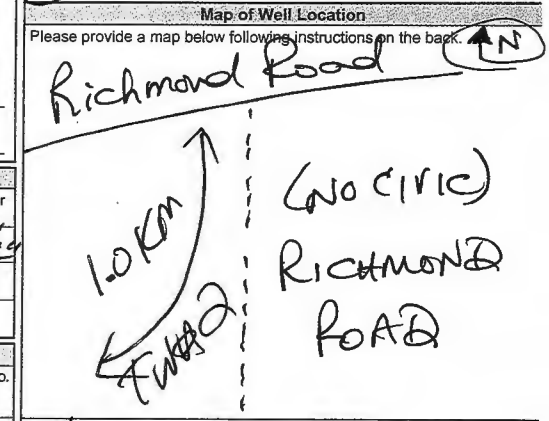 Map of Well Location
Please provide a map below following instructions on the back.
N
Richmond Road
1.0 KM
(NO CIVIC)
RICHMOND
ROAD